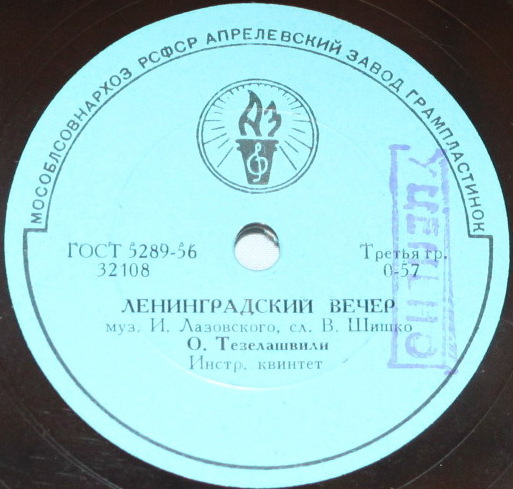 МОСОБЛСОВНАРХОЗ РСФСР АПРЕЛЕВСКИЙ ЗАВОД ГРАМПЛАСТИНОК
АЗ
ГОСТ 5289-56
32108
Третья гр.
0-57
ЛЕНИНГРАДСКИЙ ВЕЧЕР
муз. И. Лазовского, сл. В. Шишко
О. Тезелашвили
Инстр. квинтет